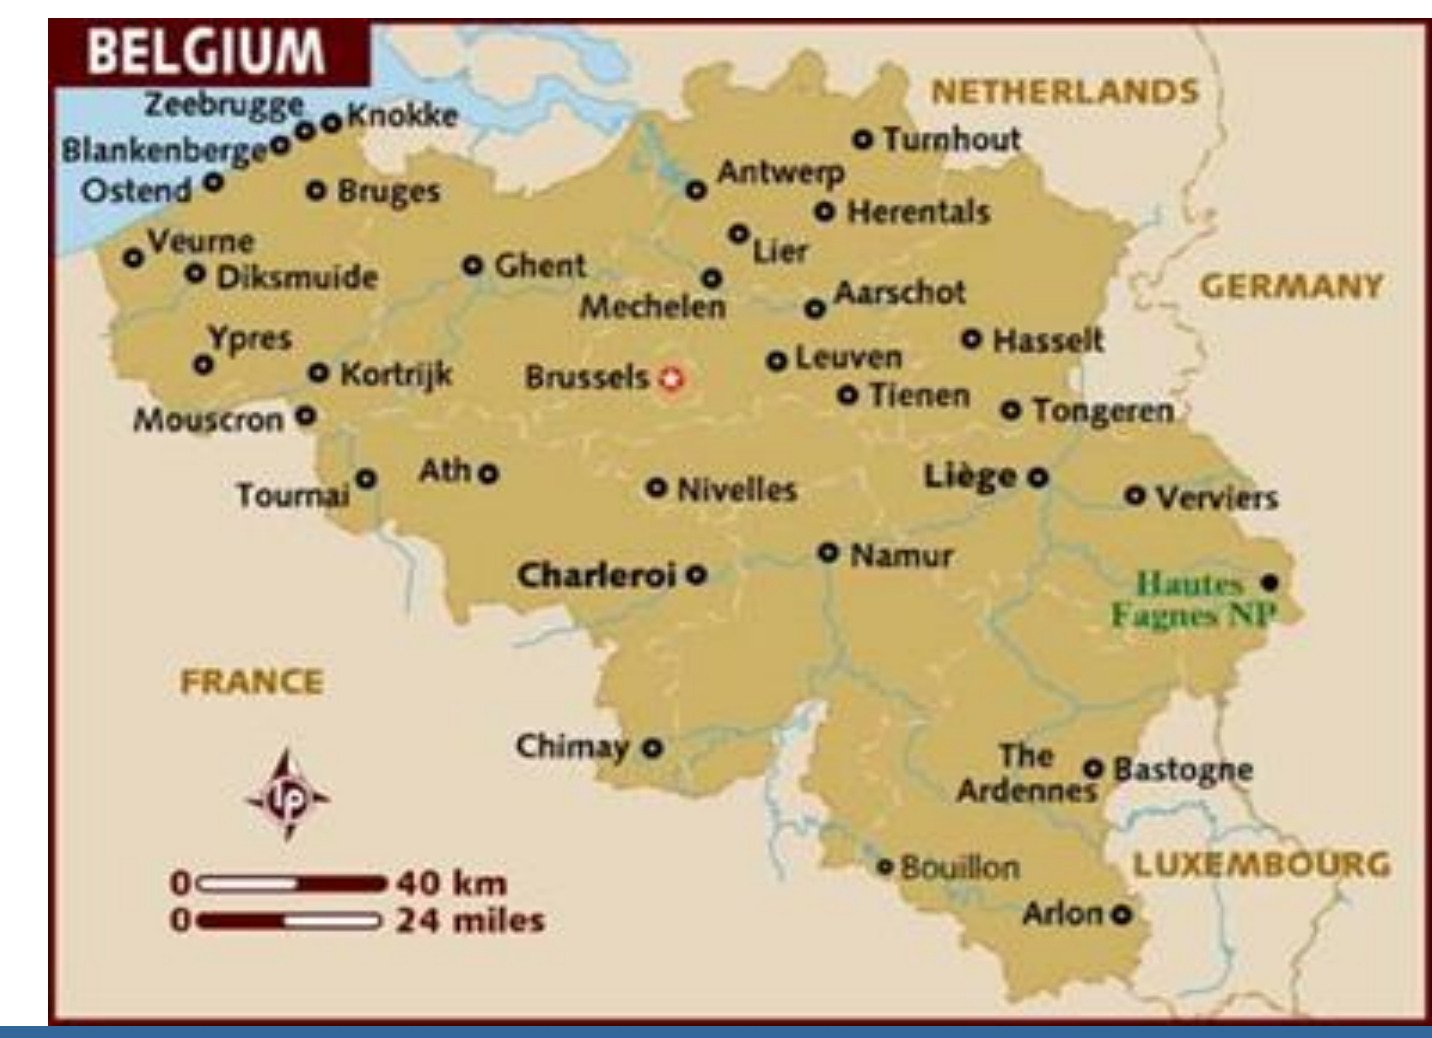 BELGIUM
Zeebrugge
Knokke
Blankenberge
Ostend
Bruges
NETHERLANDS
Turnhout
Antwerp
Herentals
Lier
Veurne
Diksmuide
Ghent
Mechelen
Aarschot
GERMANY
Ypres
Kortrijk
Brussels
Leuven
Hasselt
Tienen
Tongeren
Mouscron
Tournai
Ath
Nivelles
Liège
Verviers
Charleroi
Namur
Hautes
Fagnes NP
FRANCE
Chimay
The
Ardennes
Bastogne
LP
Bouillon
LUXEMBOURG
Arlon
0 40 km
0 24 miles